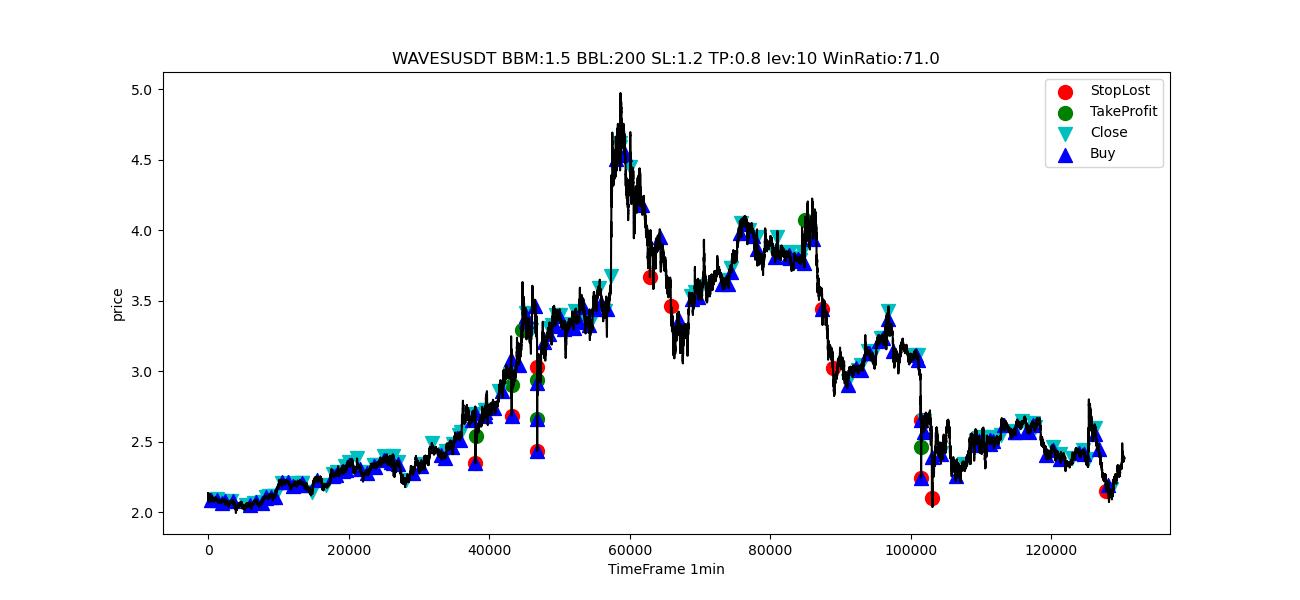 WAVESUSDT BBM:1.5 BBL:200 SL:1.2 TP:0.8 lev:10 WinRatio:71.0
StopLost
TakeProfit
Close
Buy
5.0
4.5
4.0
3.5
3.0
2.5
2.0
price
0 20000 40000 60000 80000 100000 120000
TimeFrame 1min